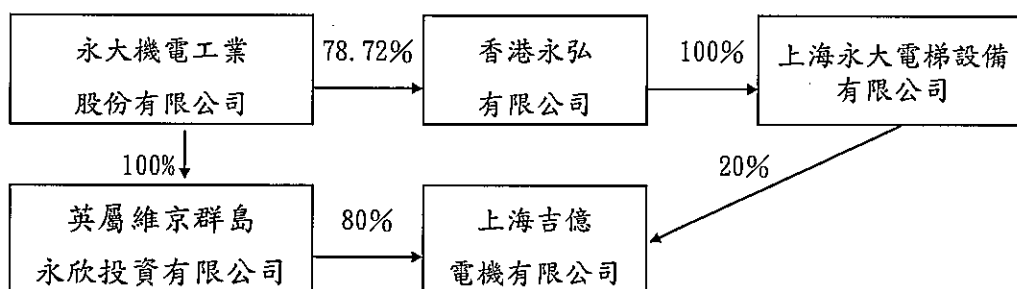 永大機電工業
股份有限公司
78.72%
香港永弘
有限公司
100%
上海永大電梯設備
有限公司
100%
20%
英屬維京群島
永欣投資有限公司
80%
上海吉億
電機有限公司